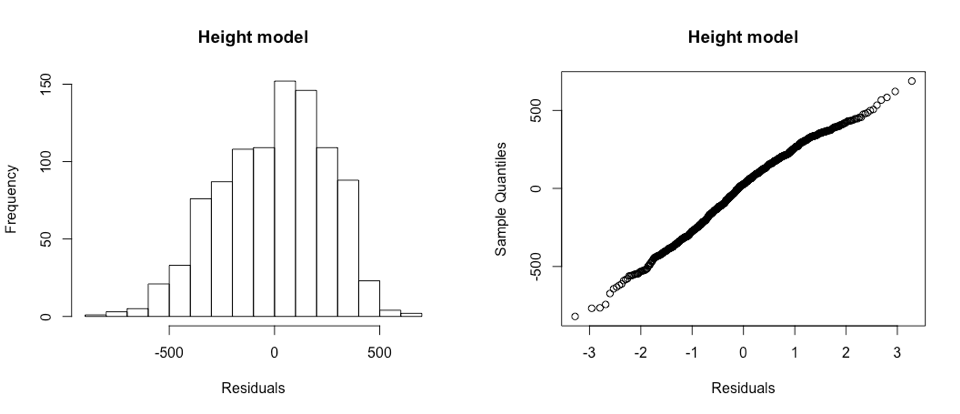 Height model
Frequency
150
100
50
0
-500
0
500
Residuals
Height model
Sample Quantiles
500
0
-500
-3
-2
-1
0
1
2
3
Residuals